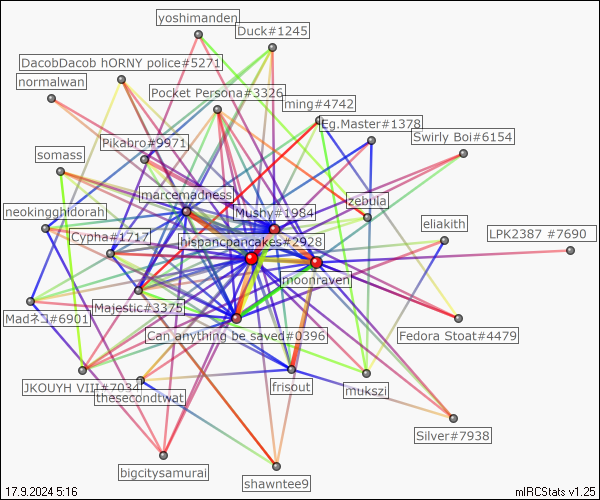 yoshimanden
Duck#1245
DacobDacob hORNY police#5271
normalwan
Pocket Persona#3326
ming#4742
Eg.Master#1378
Swirly Boi#6154
Pikabro#9971
somass
marcemadness
zebula
neokingghidorah
Mushy#1984
eliakith
Cypha#1717
hispancpancakes#2928
LPK2387 #7690
moonraven
Majestic#3375
Madネコ#6901
Can anything be saved#0396
Fedora Stoat#4479
JKOUYH VIII#7034
frisout
mukszi
thesecondtwat
Silver#7938
bigcitysamurai
shawntee9
17.9.2024 5:16
mIRCStats v1.25